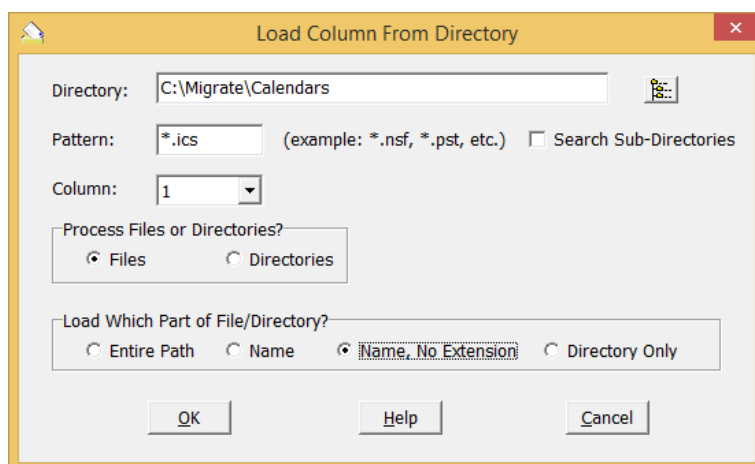 Load Column From Directory
Directory: C:\Migrate\Calendars
Pattern: *.ics (example: *.nsf, *.pst, etc.) Search Sub-Directories
Column: 1
Process Files or Directories?
Files Directories
Load Which Part of File/Directory?
Entire Path Name Name, No Extension Directory Only
OK Help Cancel